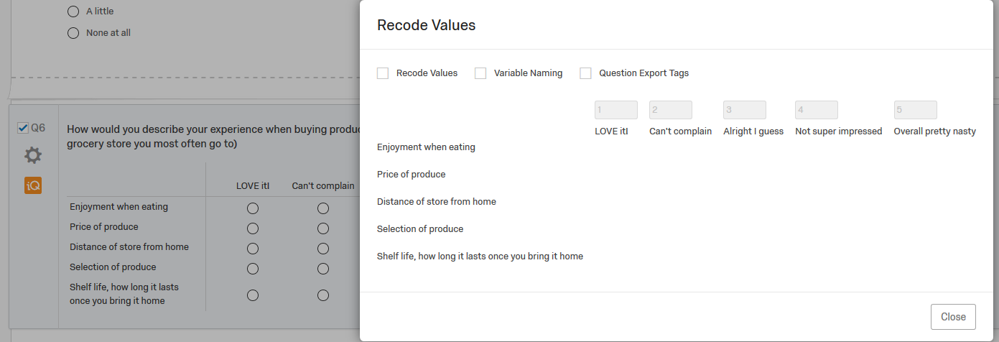 A little
None at all
Q6
How would you describe your experience when buying produ
grocery store you most often go to)
iQ
LOVE itI
Can't complain
Enjoyment when eating
Price of produce
Distance of store from home
Selection of produce
Shelf life, how long it lasts
once you bring it home
Recode Values
Recode Values
Variable Naming
Question Export Tags
1
2
3
4
5
LOVE itI
Can't complain
Alright I guess
Not super impressed
Overall pretty nasty
Enjoyment when eating
Price of produce
Distance of store from home
Selection of produce
Shelf life, how long it lasts once you bring it home
Close